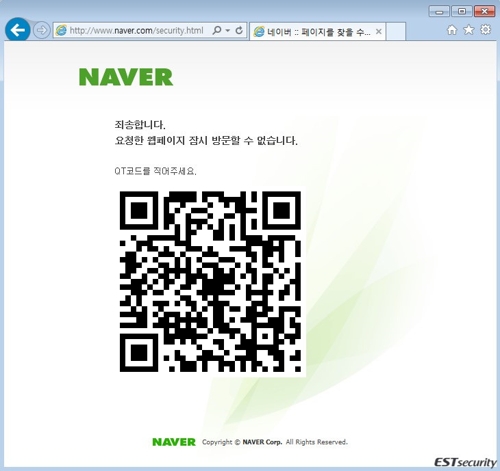 http://www.naver.com/security.html
네이버 :: 페이지를 찾을 수...
NAVER
죄송합니다.
요청한 웹페이지 잠시 방문할 수 없습니다.
QT코드를 직어주세요.
NAVER Copyright © NAVER Corp. All Rights Reserved.
ESTsecurity